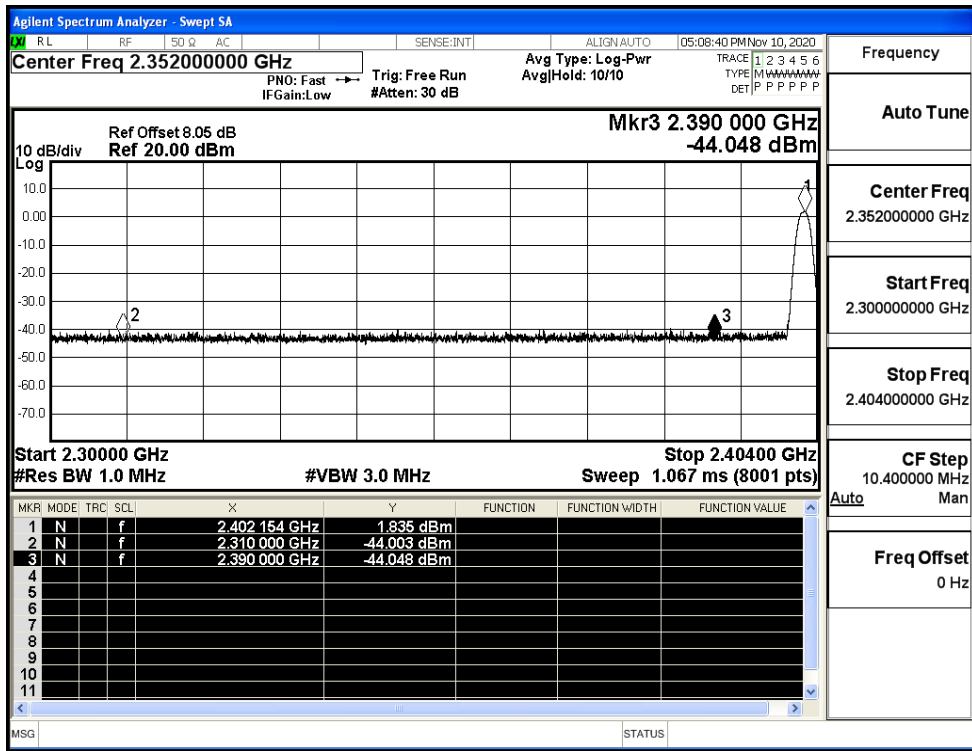 Agilent Spectrum Analyzer - Swept SA
LXI RL RF 50 Ω AC SENSE:INT ALIGNAUTO 05:08:40 PM Nov 10, 2020
Center Freq 2.352000000 GHz
PNO: Fast
IFGain:Low
Trig: Free Run
#Atten: 30 dB
Avg Type: Log-Pwr
Avg|Hold: 10/10
TRACE 1 2 3 4 5 6
TYPE M W W W W W
DET P P P P P P
Ref Offset 8.05 dB
10 dB/div Ref 20.00 dBm
Log
Mkr3 2.390 000 GHz
-44.048 dBm
10.0
0.00
-10.0
-20.0
-30.0
-40.0
-50.0
-60.0
-70.0
1
2
3
Start 2.30000 GHz Stop 2.40400 GHz
#Res BW 1.0 MHz #VBW 3.0 MHz Sweep 1.067 ms (8001 pts)
MKR MODE TRC SCL X Y FUNCTION FUNCTION WIDTH FUNCTION VALUE
1 N f 2.402 154 GHz 1.835 dBm
2 N f 2.310 000 GHz -44.003 dBm
3 N f 2.390 000 GHz -44.048 dBm
4
5
6
7
8
9
10
11
MSG STATUS
Frequency
Auto Tune
Center Freq
2.352000000 GHz
Start Freq
2.300000000 GHz
Stop Freq
2.404000000 GHz
CF Step
10.400000 MHz
Auto Man
Freq Offset
0 Hz